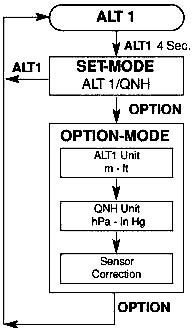 ALT 1
ALT1 4 Sec.
ALT1
SET-MODE
ALT 1/QNH
OPTION
OPTION-MODE
ALT1 Unit
m - ft
QNH Unit
hPa - In Hg
Sensor
Correction
OPTION